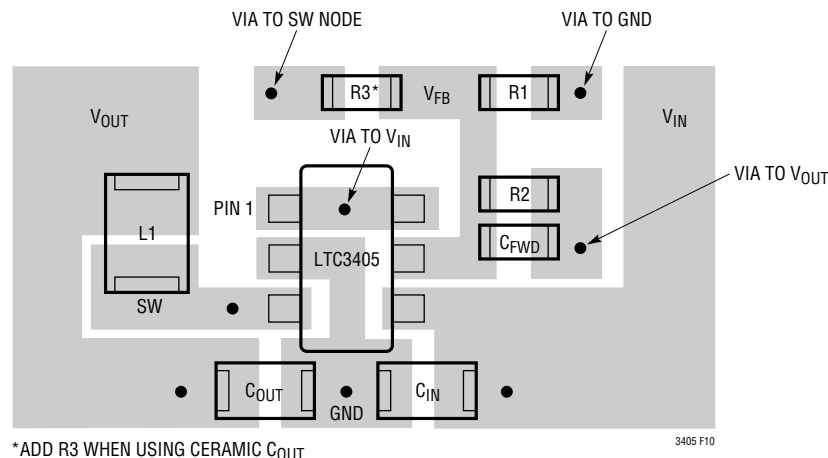 VIA TO SW NODE
VIA TO GND
R3*
VFB
R1
VOUT
VIN
VIA TO VIN
VIA TO VOUT
PIN 1
R2
L1
LTC3405
CFWD
SW
COUT
GND
CIN
*ADD R3 WHEN USING CERAMIC COUT
3405 F10